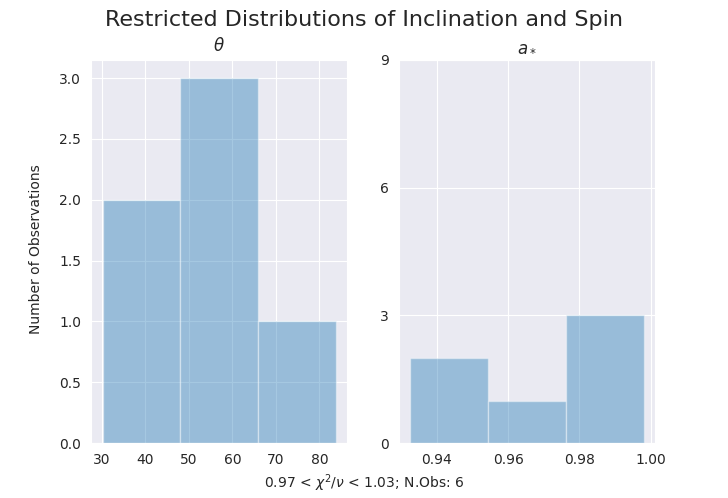 Restricted Distributions of Inclination and Spin
θ
a*
Number of Observations
3.0
2.5
2.0
1.5
1.0
0.5
0.0
30 40 50 60 70 80
9
6
3
0
0.94 0.96 0.98 1.00
0.97 < χ²/ν < 1.03; N.Obs: 6